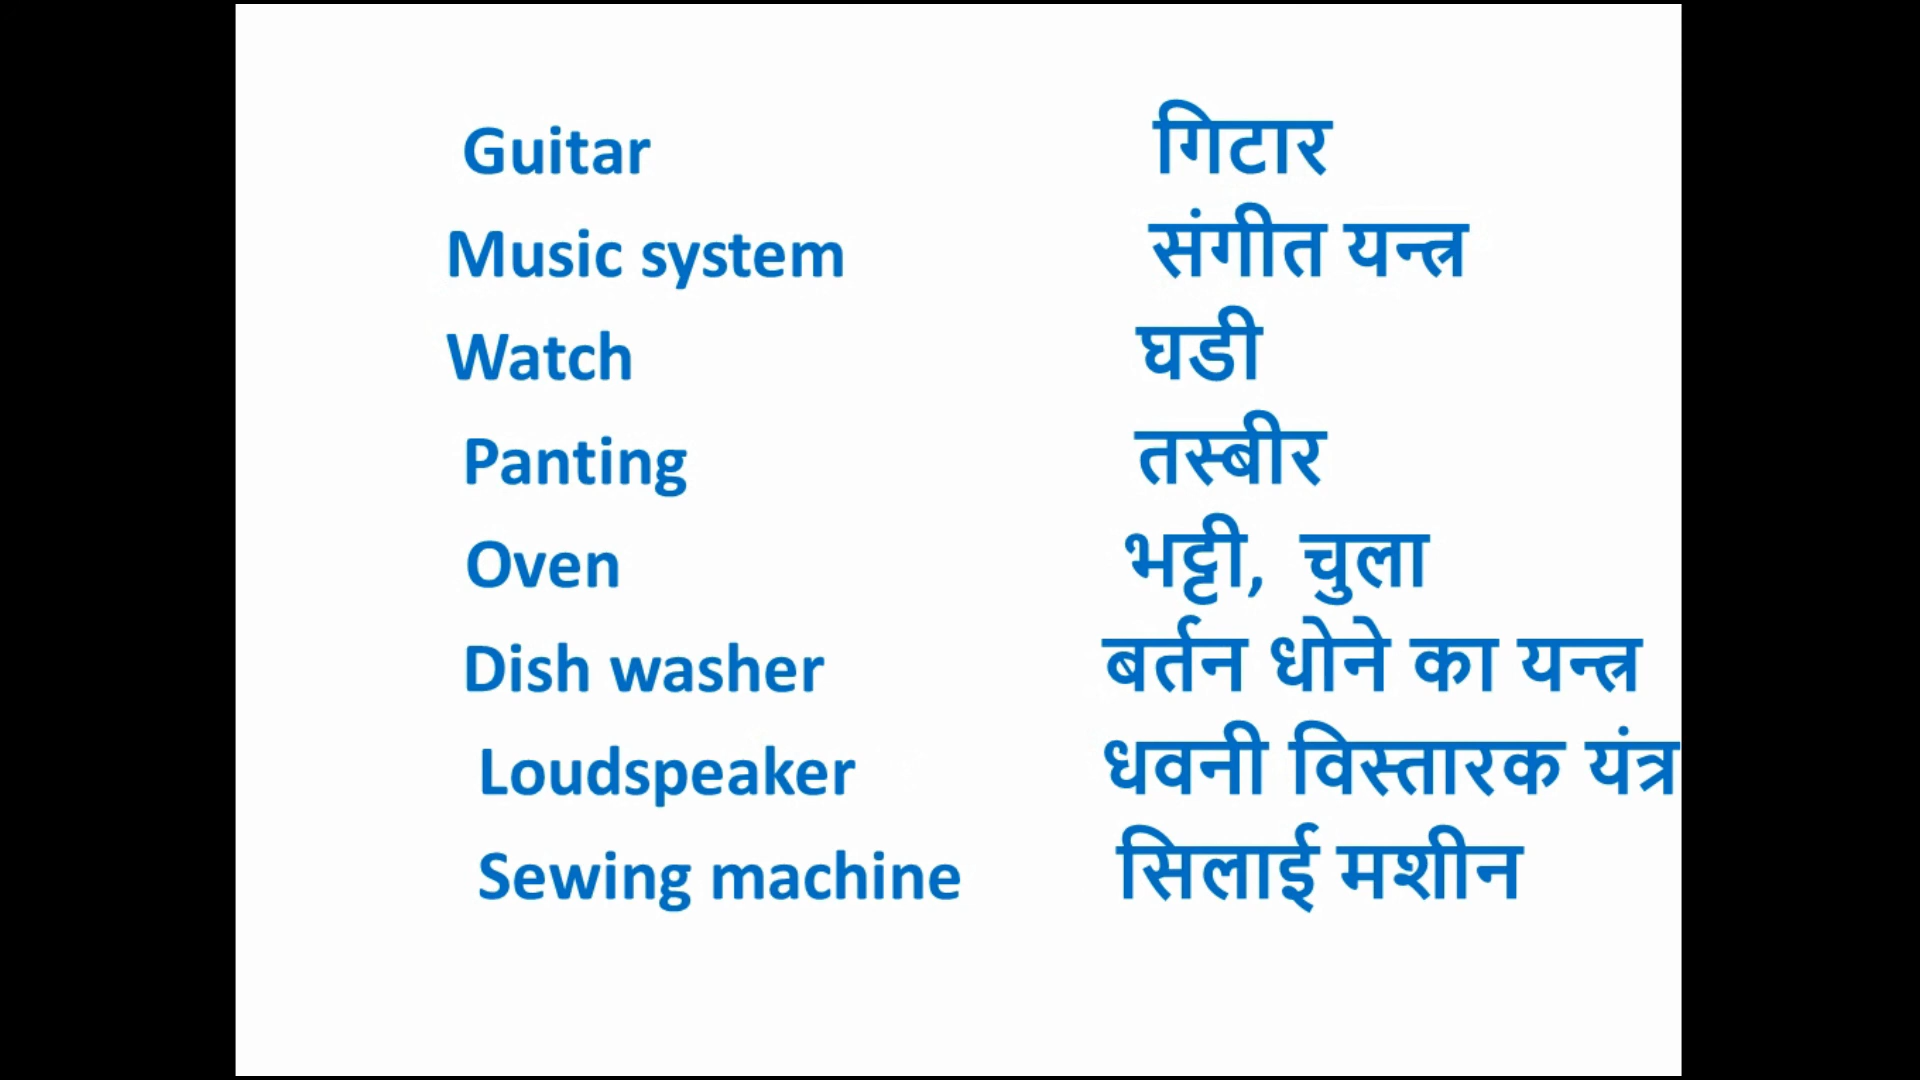 Guitar गिटार
Music system संगीत यन्त्र
Watch घडी
Panting तस्बीर
Oven भट्टी, चुला
Dish washer बर्तन धोने का यन्त्र
Loudspeaker धवनी विस्तारक यंत्र
Sewing machine सिलाई मशीन